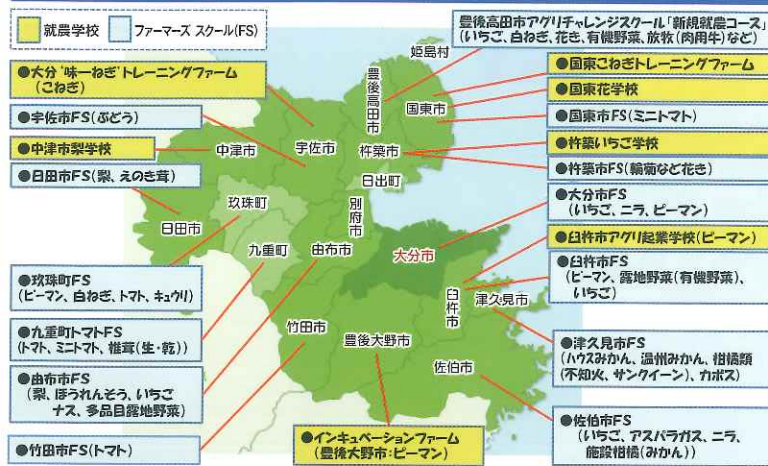 就農学校
ファーマーズ スクール(FS)
豊後高田市アグリチャレンジスクール「新規就農コース」
(いちご、白ねぎ、花き、有機野菜、放牧(肉用牛)など)
●大分"味一ねぎ"トレーニングファーム
(こねぎ)
●宇佐市FS(ぶどう)
●中津市梨学校
●日田市FS(梨、えのき茸)
●玖珠町FS
(ピーマン、白ねぎ、トマト、キュウリ)
●九重町トマトFS
(トマト、ミニトマト、椎茸(生・乾))
●由布市FS
(梨、ほうれんそう、いちご
ナス、多品目露地野菜)
●竹田市FS(トマト)
●インキュベーションファーム
(豊後大野市:ピーマン)
●国東こねぎトレーニングファーム
●国東花学校
●国東市FS(ミニトマト)
●杵築いちご学校
●杵築市FS(輪菊など花き)
●大分市FS
(いちご、ニラ、ピーマン)
●臼杵市アグリ起業学校(ピーマン)
●臼杵市FS
(ピーマン、露地野菜(有機野菜)、
いちご)
●津久見市FS
(ハウスみかん、温州みかん、柑橘類
(不知火、サンクイーン)、カボス)
●佐伯市FS
(いちご、アスパラガス、ニラ、
施設柑橘(みかん))
姫島村
豊後高田市
国東市
中津市
宇佐市
杵築市
日出町
別府市
玖珠町
日田市
九重町
由布市
大分市
臼杵市
津久見市
竹田市
豊後大野市
佐伯市